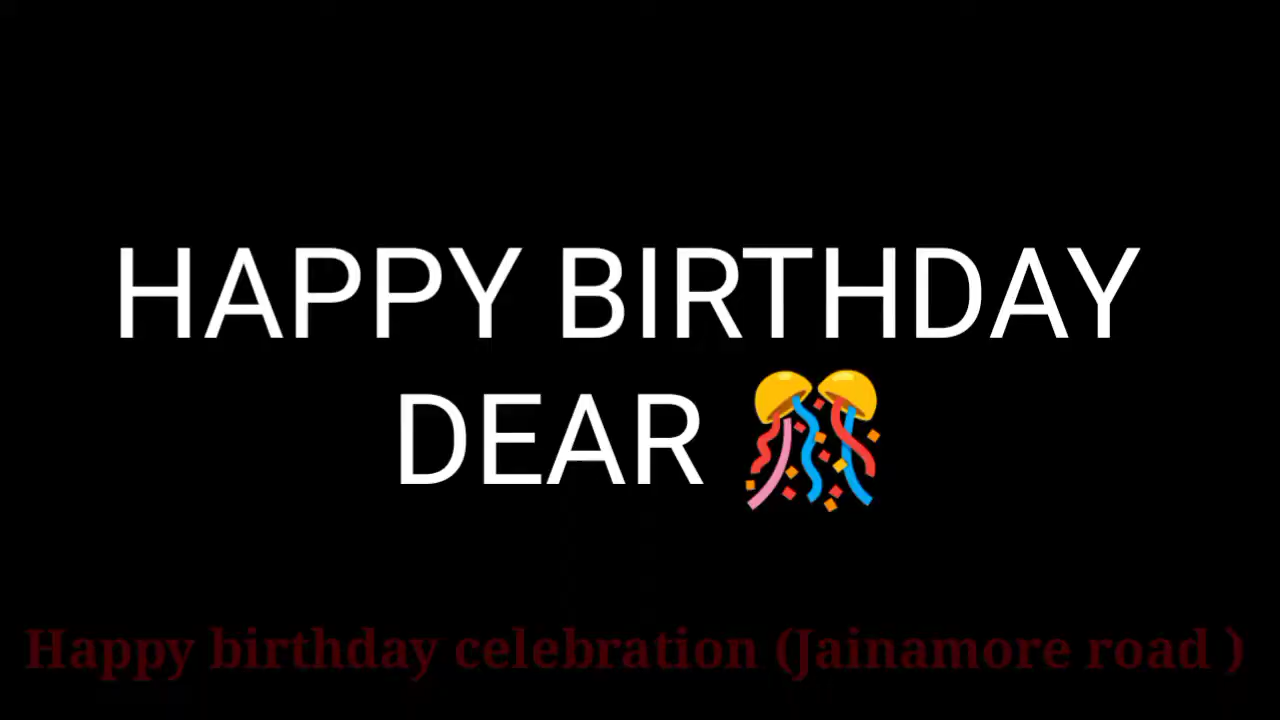 HAPPY BIRTHDAY
DEAR 🎊
Happy birthday celebration (Jainamore road )